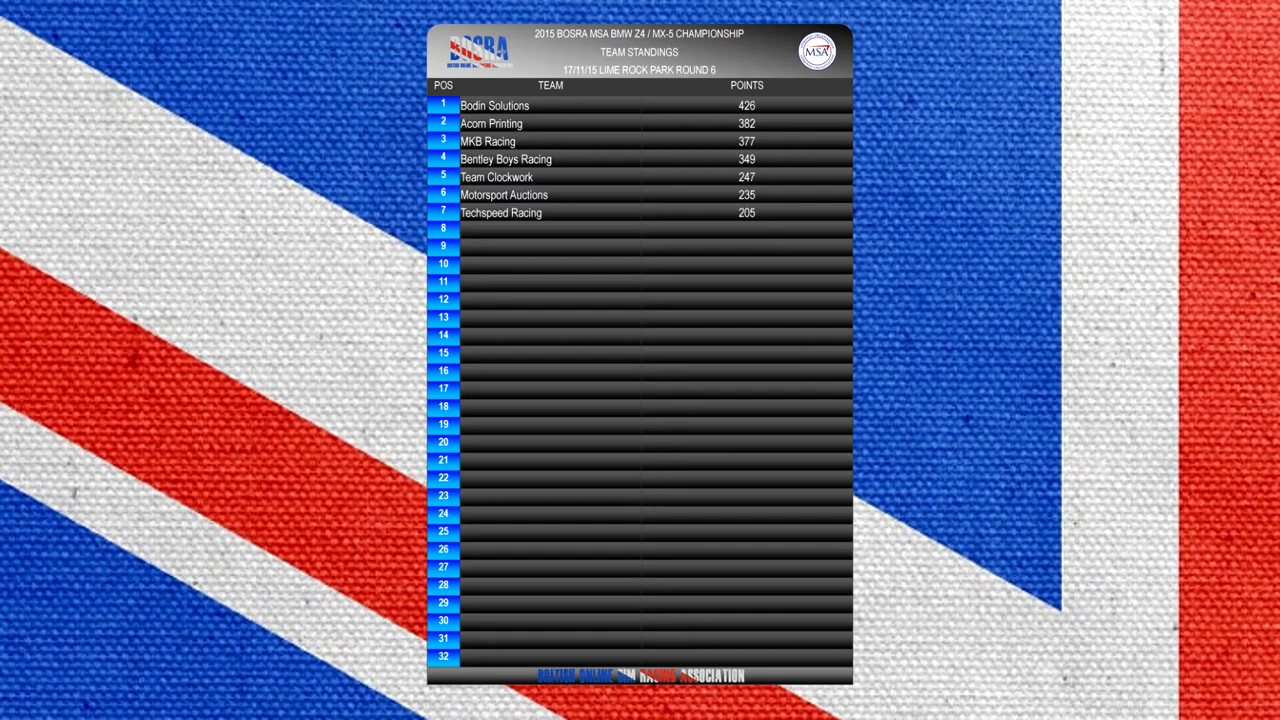 BOSRA
2015 BOSRA MSA BMW Z4 / MX-5 CHAMPIONSHIP
TEAM STANDINGS
17/11/15 LIME ROCK PARK ROUND 6
MSA
POS TEAM POINTS
1 Bodin Solutions 426
2 Acorn Printing 382
3 MKB Racing 377
4 Bentley Boys Racing 349
5 Team Clockwork 247
6 Motorsport Auctions 235
7 Techspeed Racing 205
8
9
10
11
12
13
14
15
16
17
18
19
20
21
22
23
24
25
26
27
28
29
30
31
32
BRITISH ONLINE SIM RACING ASSOCIATION